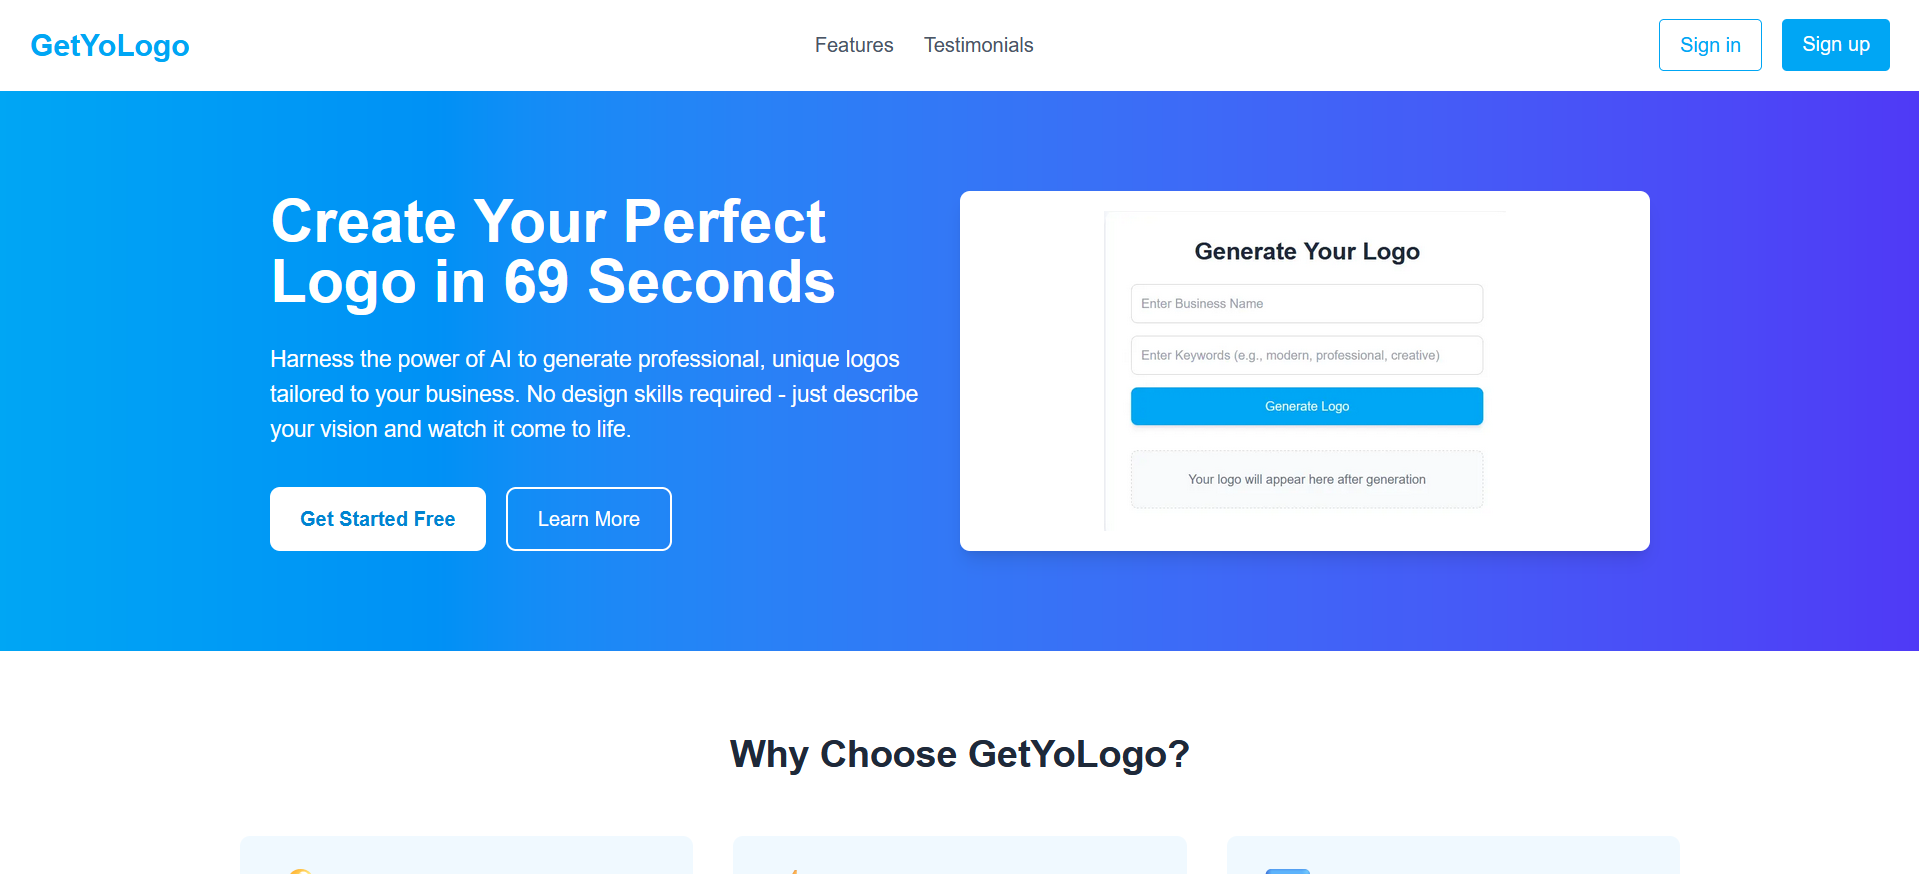 GetYoLogo
Features
Testimonials
Sign in
Sign up
Create Your Perfect
Logo in 69 Seconds
Harness the power of AI to generate professional, unique logos
tailored to your business. No design skills required - just describe
your vision and watch it come to life.
Get Started Free
Learn More
Generate Your Logo
Enter Business Name
Enter Keywords (e.g., modern, professional, creative)
Generate Logo
Your logo will appear here after generation
Why Choose GetYoLogo?